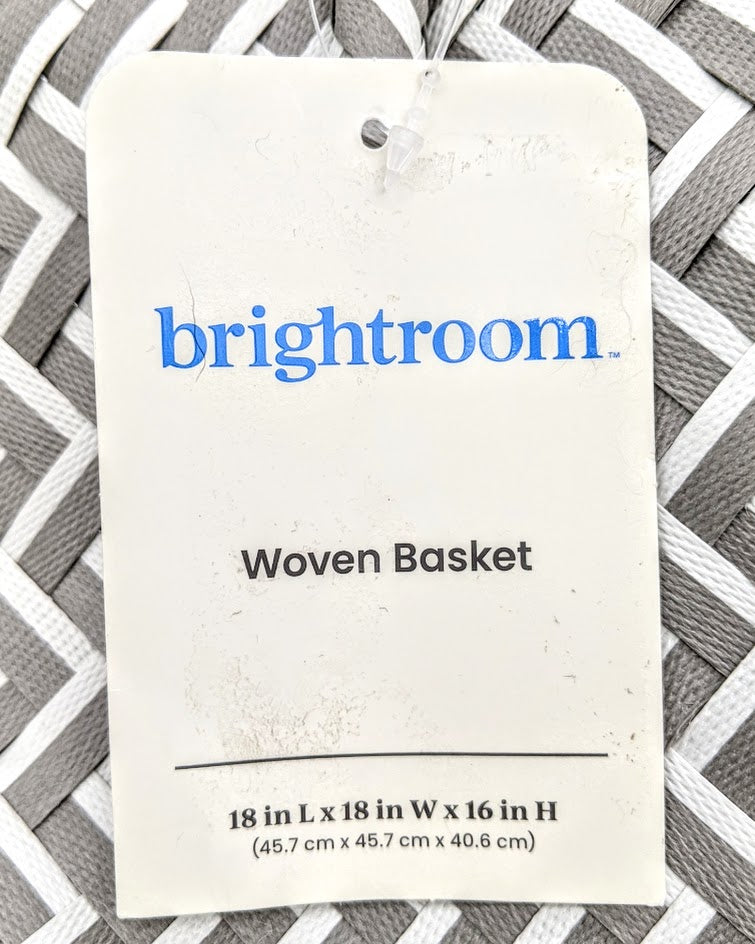 brightroom™
Woven Basket
18 in L x 18 in W x 16 in H
(45.7 cm x 45.7 cm x 40.6 cm)